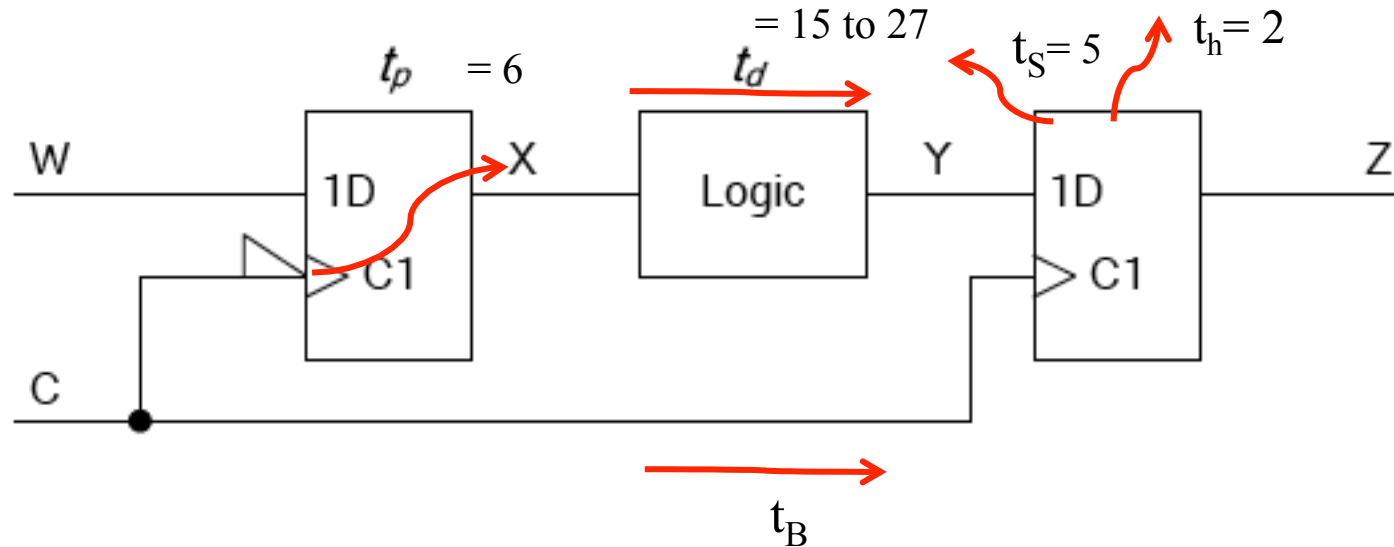 = 15 to 27
tp = 6
td
tS= 5
th= 2
W
X
Y
Z
1D
Logic
1D
C1
C1
C
tB